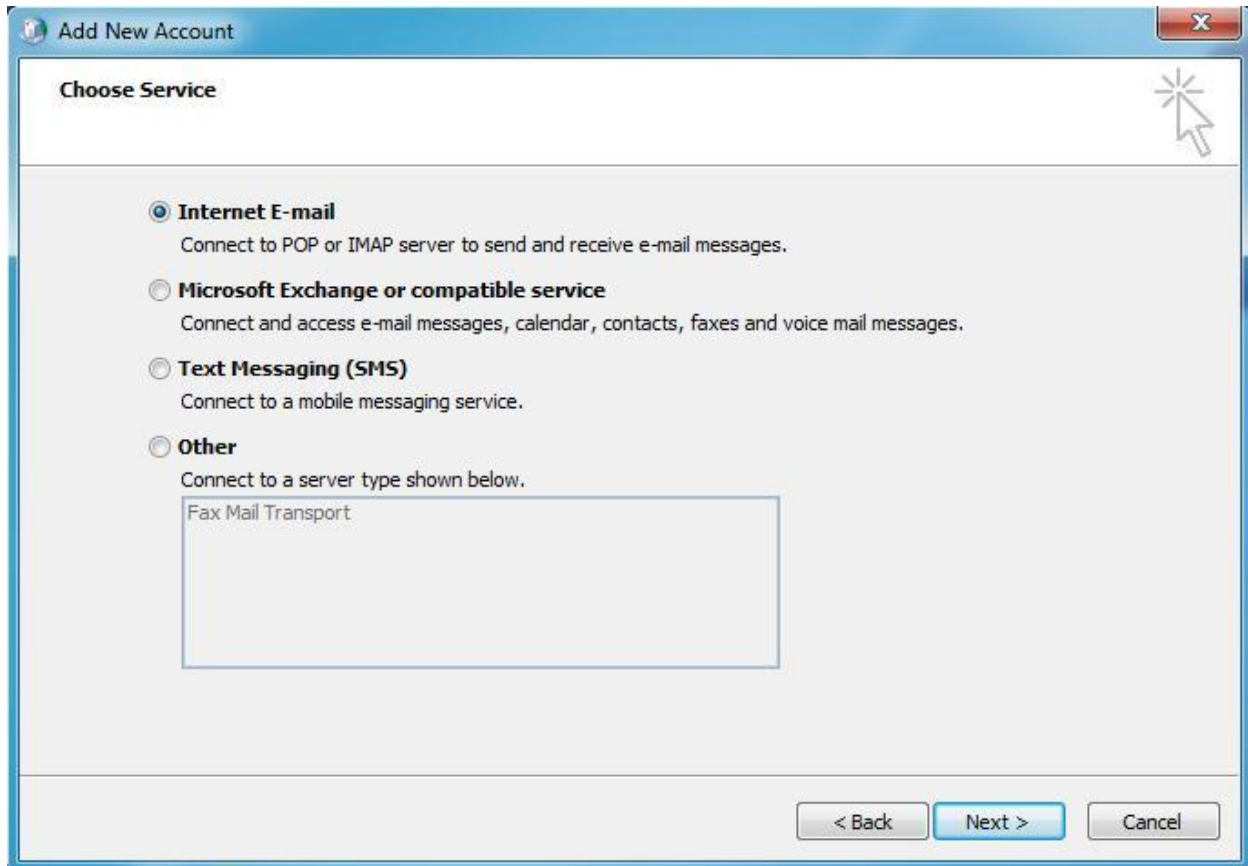 Add New Account
X
Choose Service
Internet E-mail
Connect to POP or IMAP server to send and receive e-mail messages.
Microsoft Exchange or compatible service
Connect and access e-mail messages, calendar, contacts, faxes and voice mail messages.
Text Messaging (SMS)
Connect to a mobile messaging service.
Other
Connect to a server type shown below.
Fax Mail Transport
< Back Next > Cancel